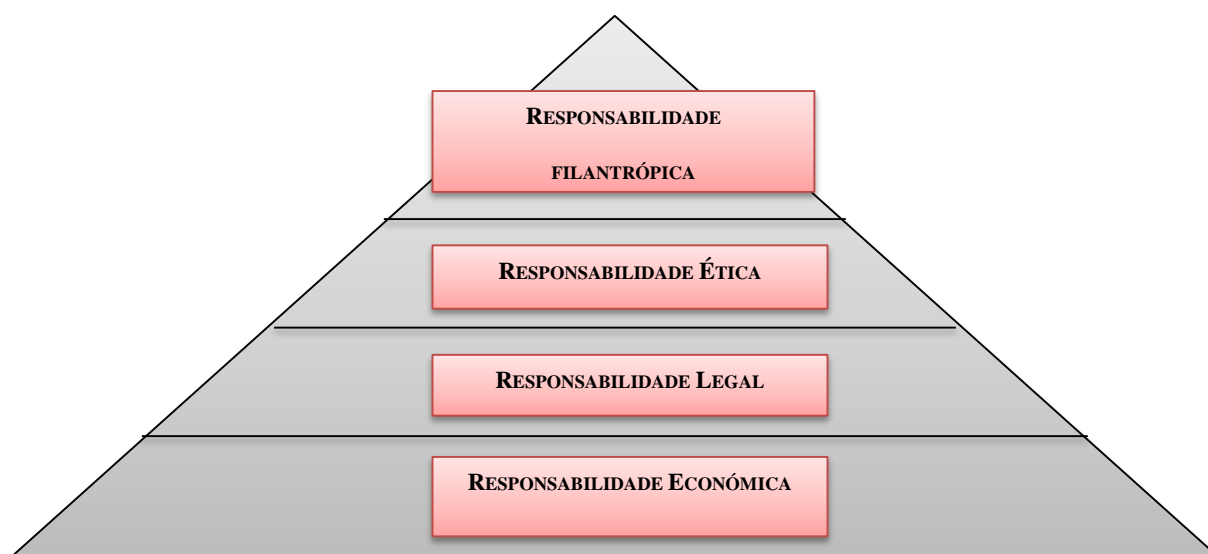 Responsabilidade
filantrópica
Responsabilidade Ética
Responsabilidade Legal
Responsabilidade Económica